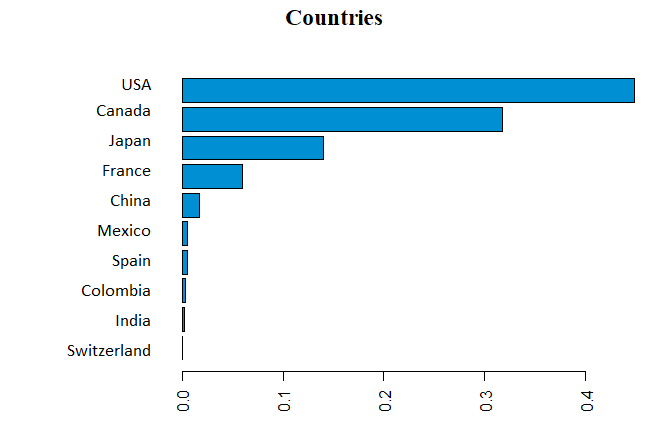 Countries
USA
Canada
Japan
France
China
Mexico
Spain
Colombia
India
Switzerland
0.0
0.1
0.2
0.3
0.4